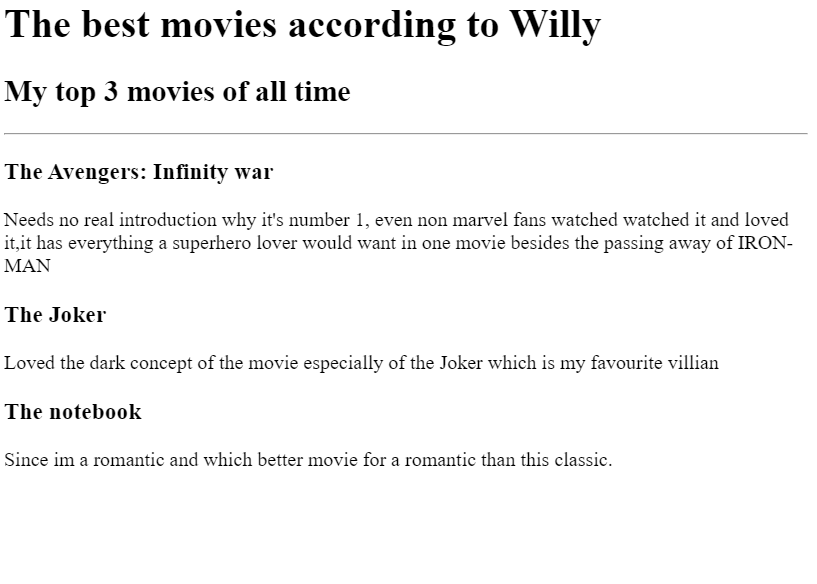 The best movies according to Willy
My top 3 movies of all time
The Avengers: Infinity war
Needs no real introduction why it's number 1, even non marvel fans watched watched it and loved
it,it has everything a superhero lover would want in one movie besides the passing away of IRON-
MAN
The Joker
Loved the dark concept of the movie especially of the Joker which is my favourite villian
The notebook
Since im a romantic and which better movie for a romantic than this classic.